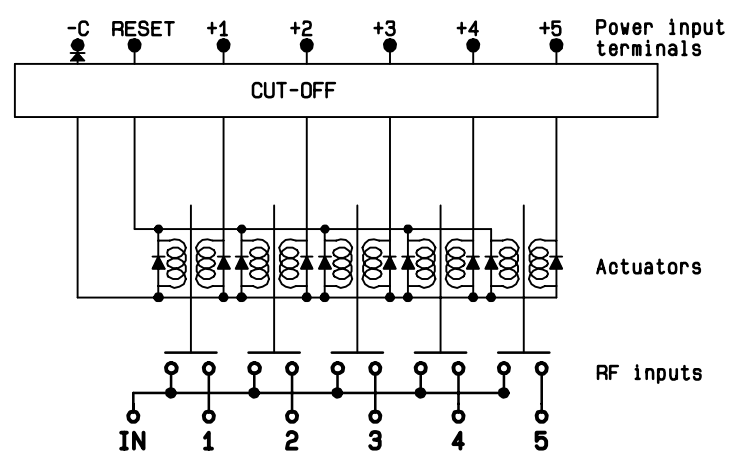 -C RESET +1 +2 +3 +4 +5 Power input
terminals
CUT-OFF
Actuators
RF inputs
IN 1 2 3 4 5